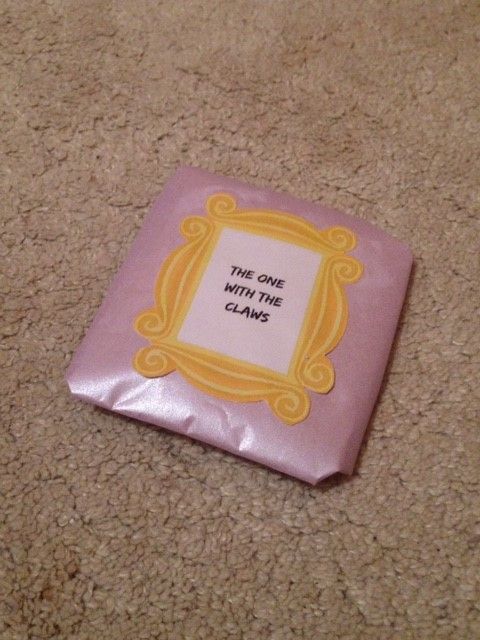 THE ONE
WITH THE
CLAWS